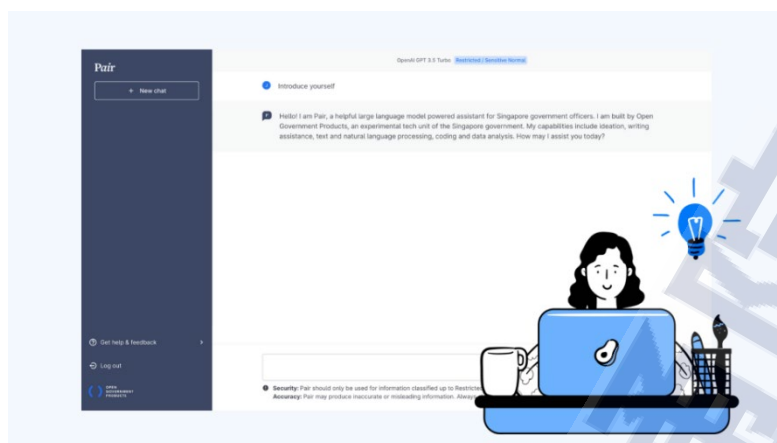 Pair
+ New chat
OpenAI GPT 3.5 Turbo Restricted / Sensitive Normal
Introduce yourself
Hello! I am Pair, a helpful large language model powered assistant for Singapore government officers. I am built by Open
Government Products, an experimental tech unit of the Singapore government. My capabilities include ideation, writing
assistance, text and natural language processing, coding and data analysis. How may I assist you today?
Get help & feedback
Log out
OPEN
GOVERNMENT
PRODUCTS
Security: Pair should only be used for information classified up to
Accuracy: Pair may produce inaccurate or misleading information.